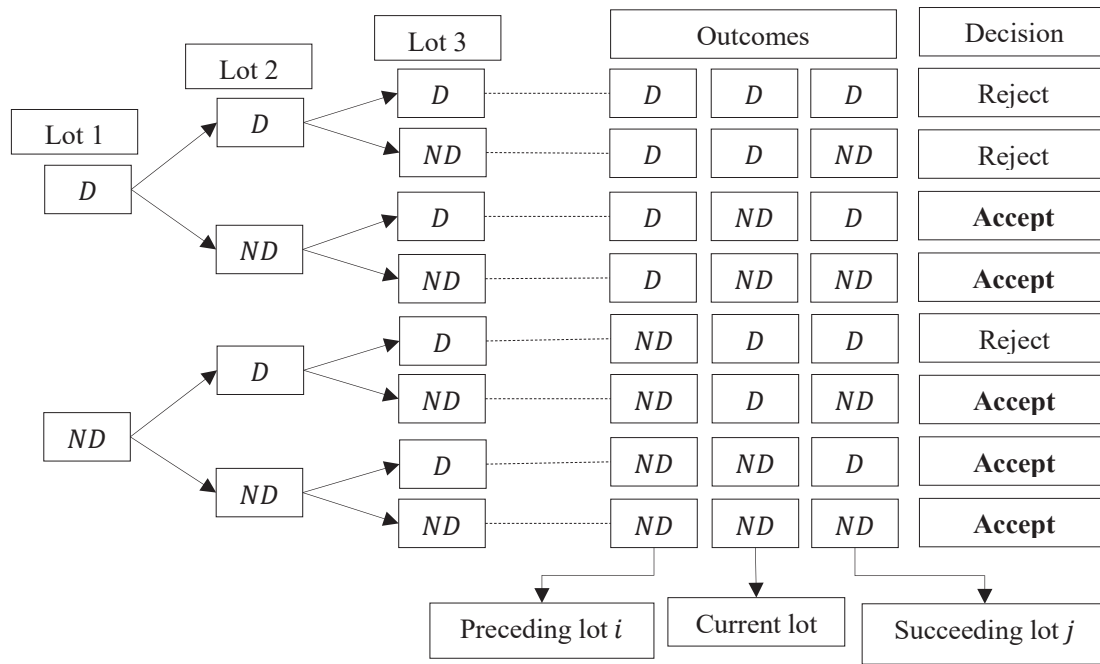 Lot 1
Lot 2
Lot 3
Outcomes
Decision
D
D
D
D
D
D
Reject
ND
D
D
ND
Reject
ND
D
D
ND
D
Accept
ND
D
ND
ND
Accept
ND
D
D
ND
D
D
Reject
ND
ND
D
ND
Accept
ND
D
ND
ND
D
Accept
ND
ND
ND
ND
Accept
Preceding lot i
Current lot
Succeeding lot j